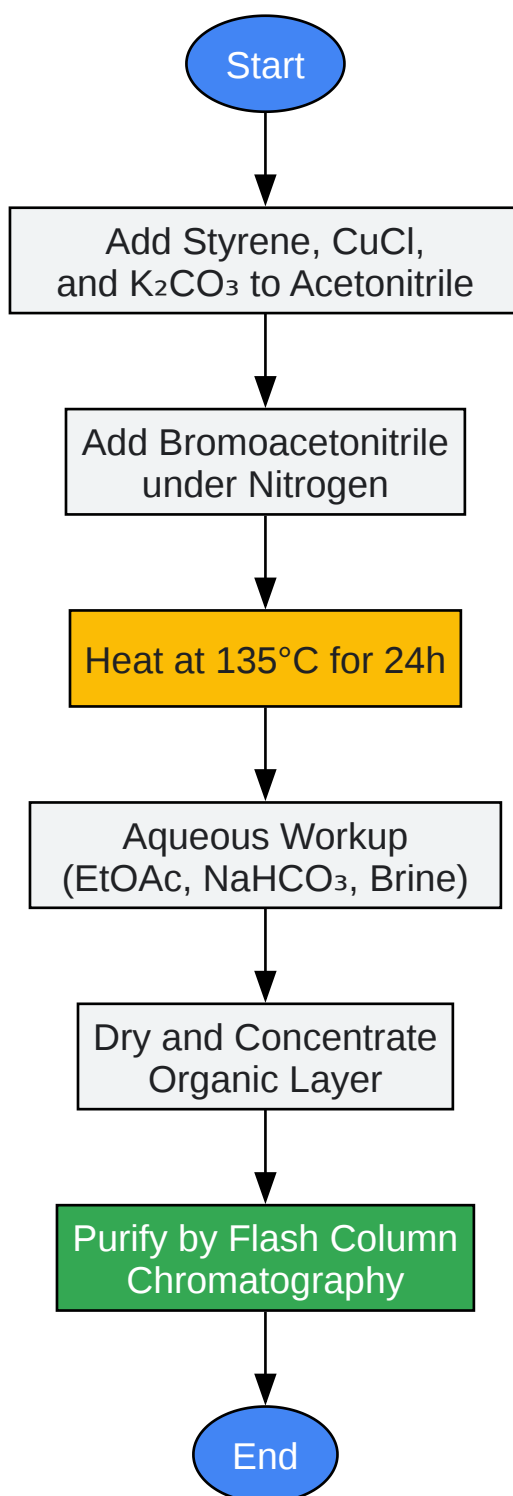 Start
Add Styrene, CuCl,
and K₂CO₃ to Acetonitrile
Add Bromoacetonitrile
under Nitrogen
Heat at 135°C for 24h
Aqueous Workup
(EtOAc, NaHCO₃, Brine)
Dry and Concentrate
Organic Layer
Purify by Flash Column
Chromatography
End